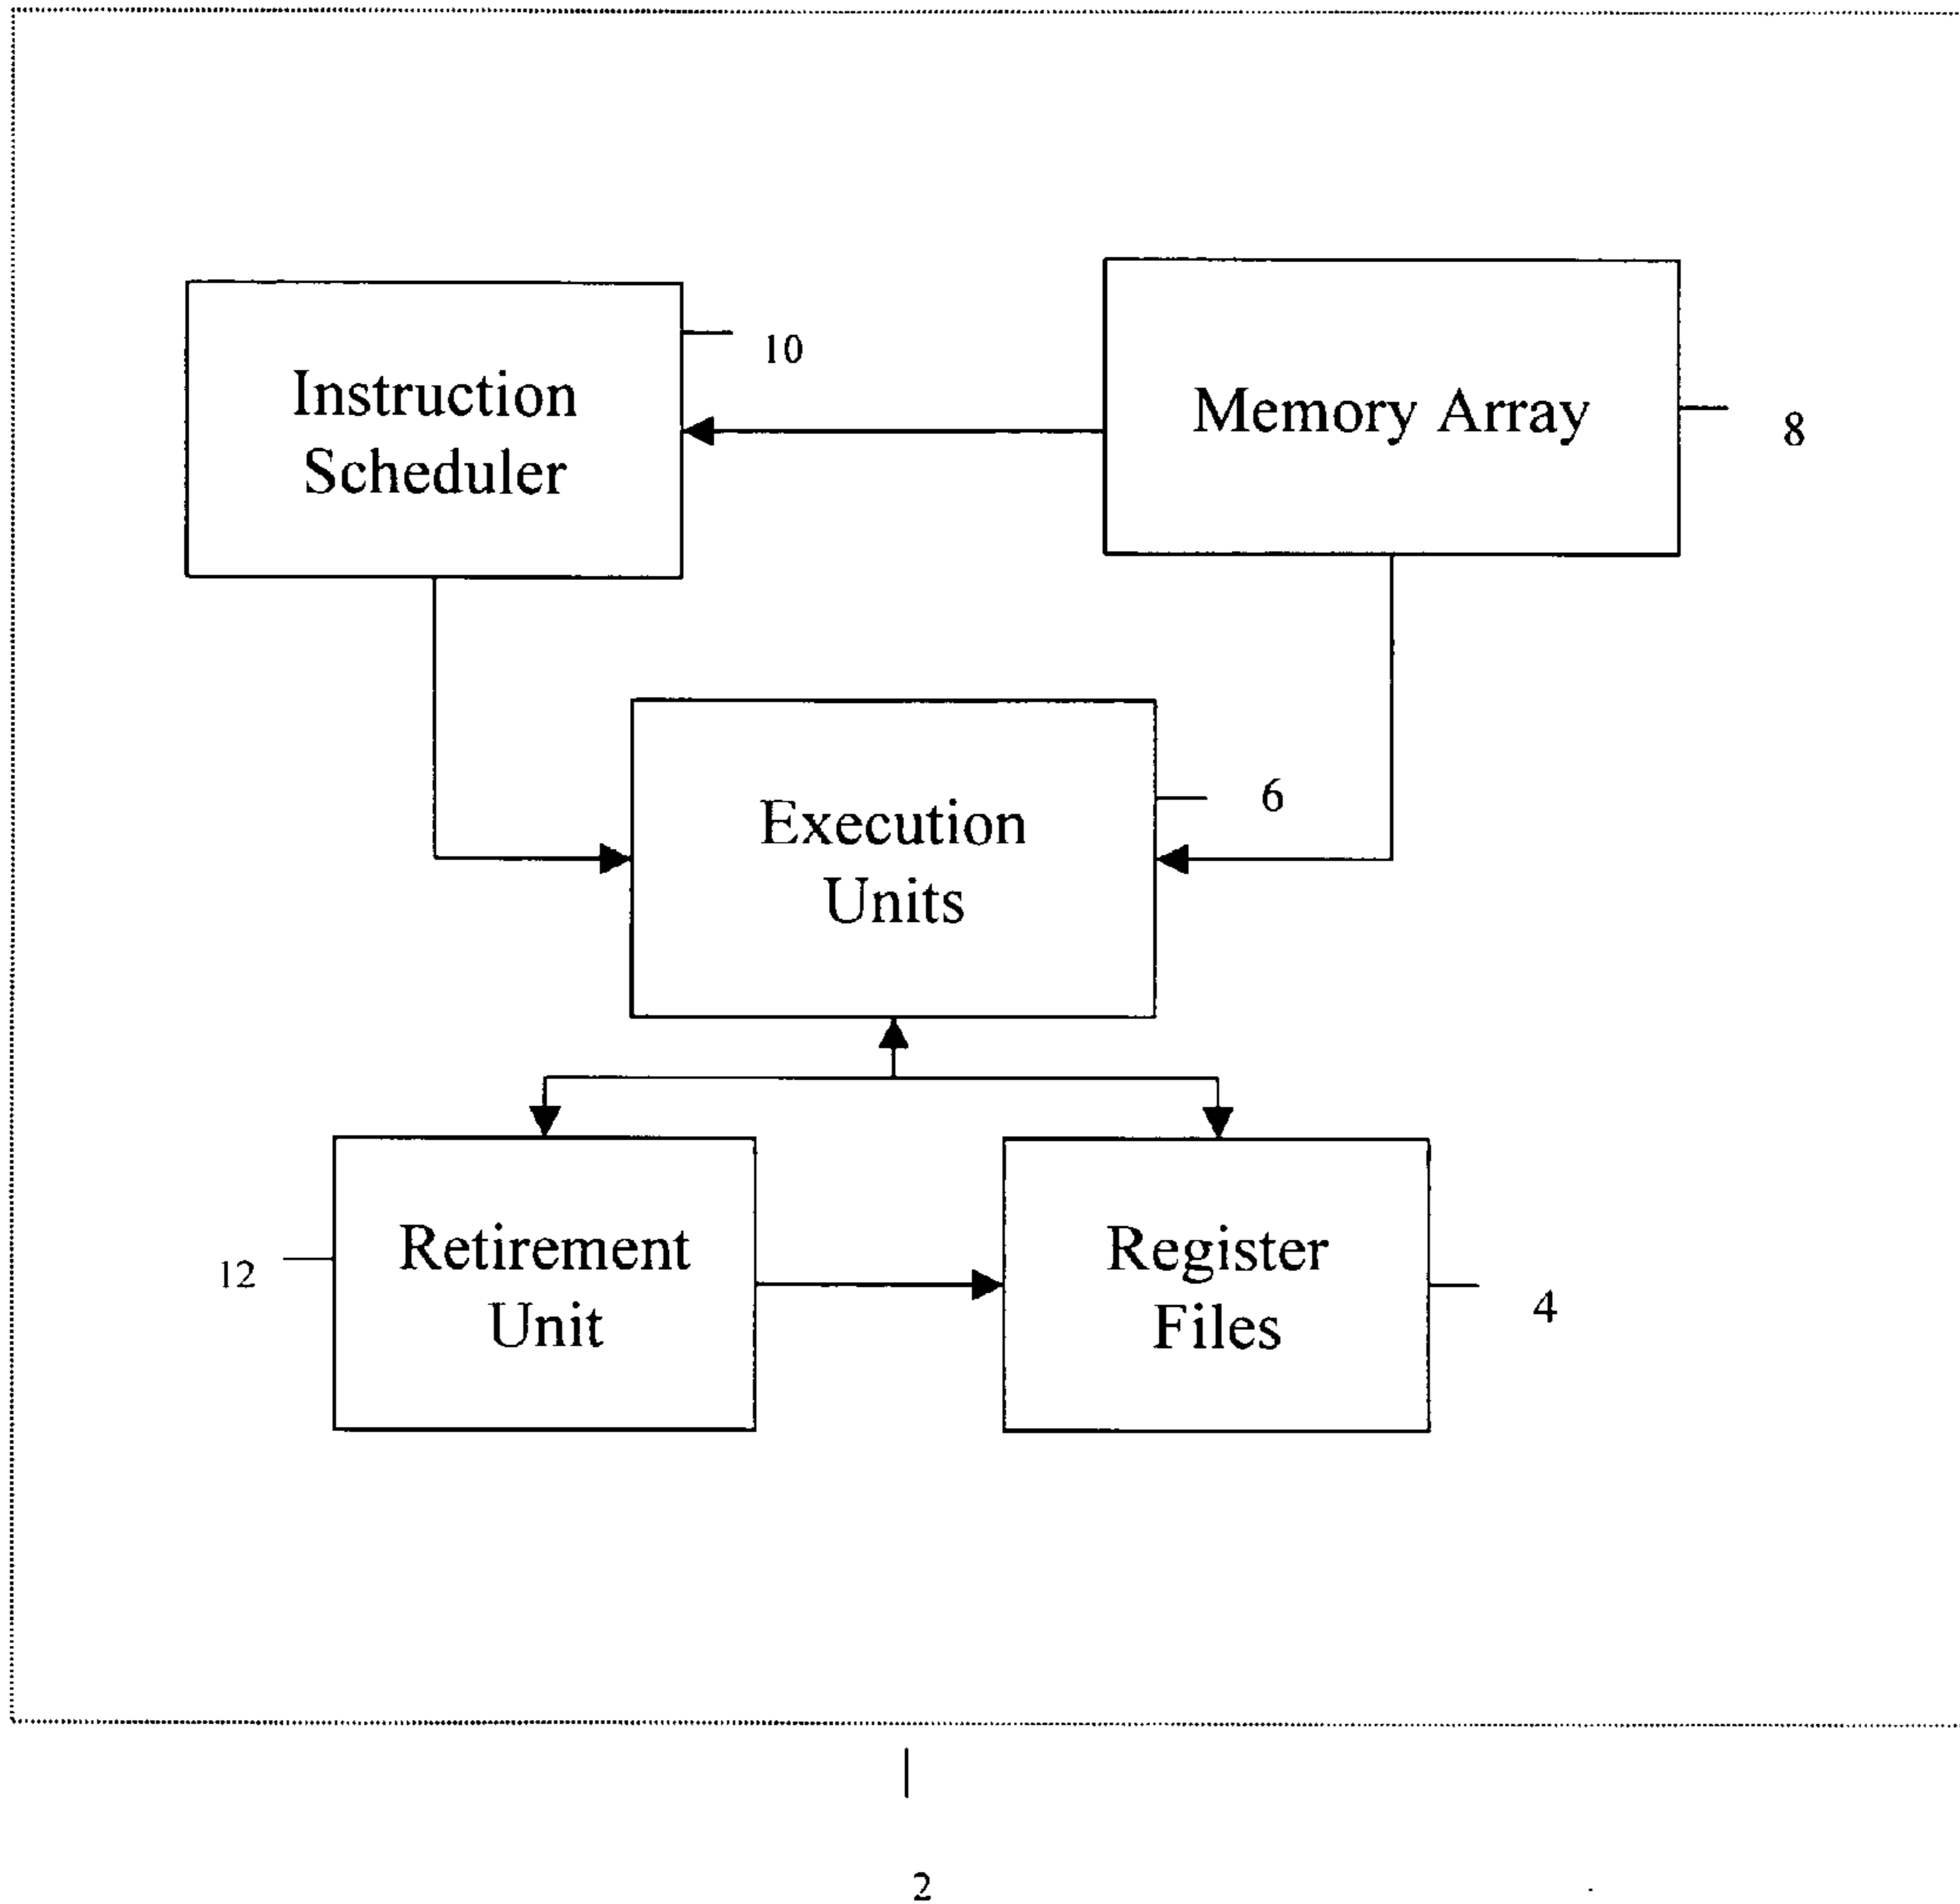 Instruction
Scheduler
10
Memory Array
8
Execution
Units
6
Retirement
Unit
12
Register
Files
4
2